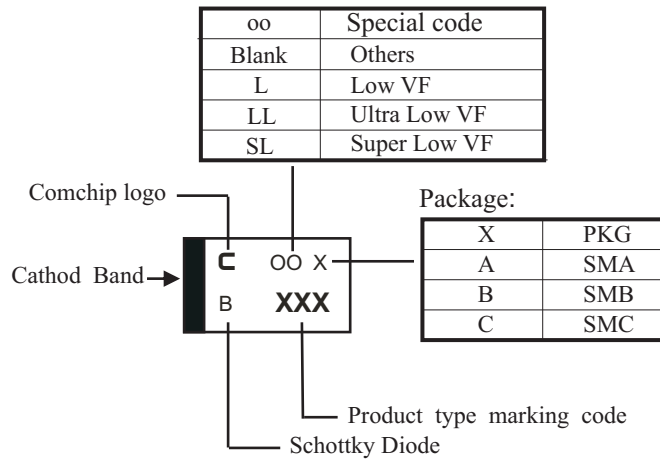 oo Special code
Blank Others
L Low VF
LL Ultra Low VF
SL Super Low VF
Comchip logo
Package:
X PKG
A SMA
B SMB
C SMC
Cathod Band
C OO X
B XXX
Product type marking code
Schottky Diode